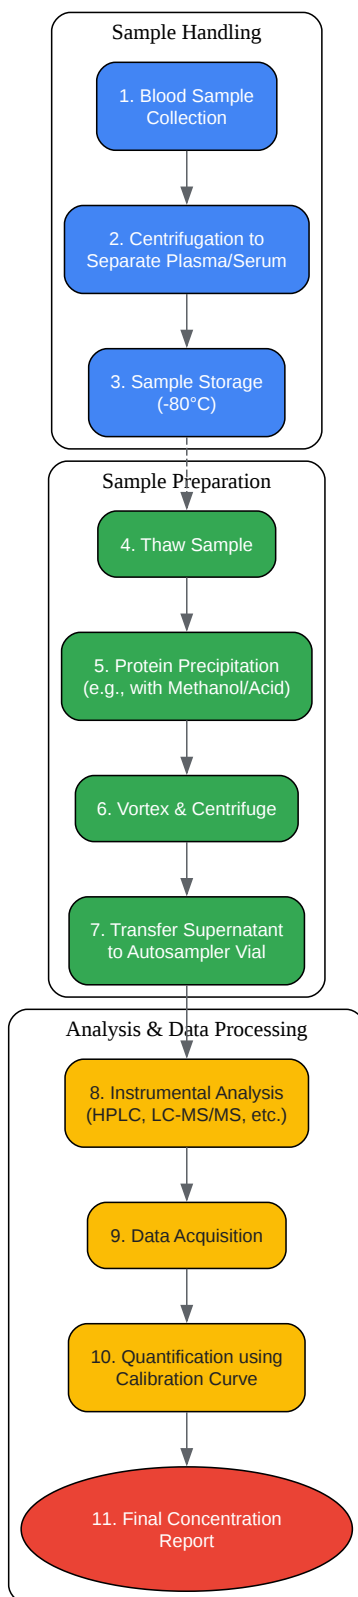 Sample Handling
1. Blood Sample
Collection
2. Centrifugation to
Separate Plasma/Serum
3. Sample Storage
(-80°C)
Sample Preparation
4. Thaw Sample
5. Protein Precipitation
(e.g., with Methanol/Acid)
6. Vortex & Centrifuge
7. Transfer Supernatant
to Autosampler Vial
Analysis & Data Processing
8. Instrumental Analysis
(HPLC, LC-MS/MS, etc.)
9. Data Acquisition
10. Quantification using
Calibration Curve
11. Final Concentration
Report